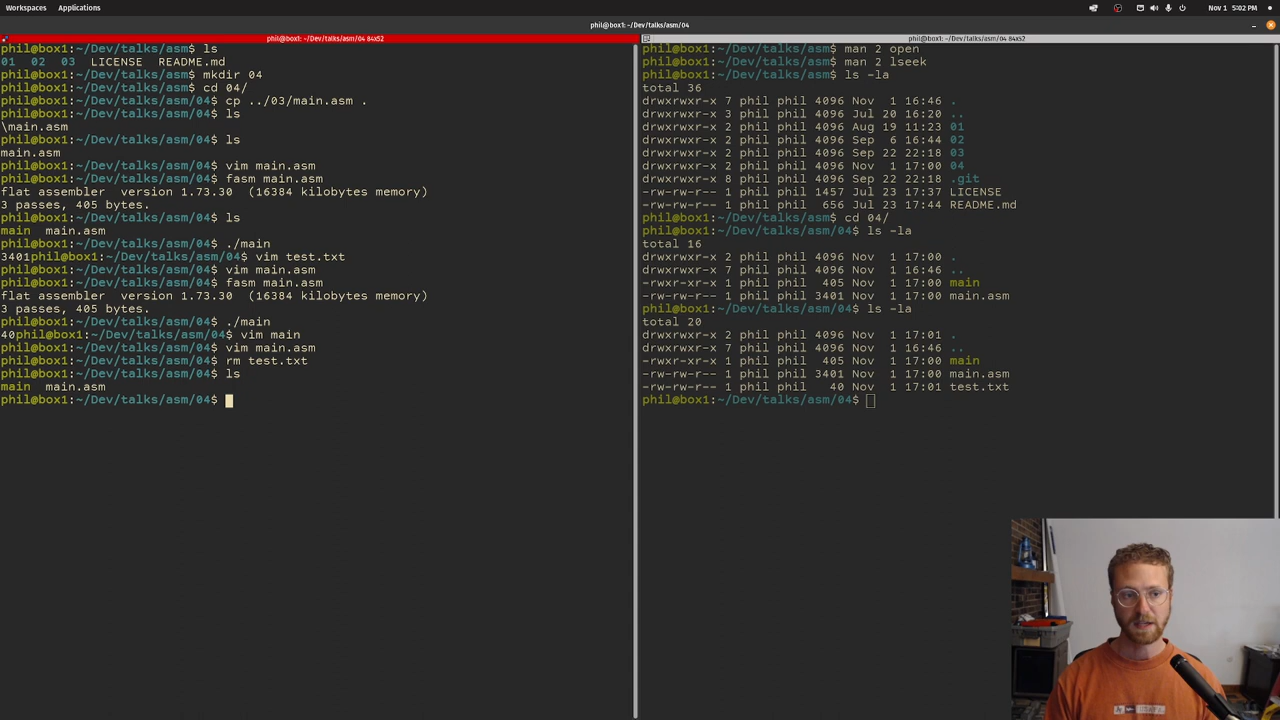 Workspaces Applications Nov 1 5:02 PM
phil@box1: ~/Dev/talks/asm/04
phil@box1: ~/Dev/talks/asm/04 84x52
phil@box1:~/Dev/talks/asm$ ls
01 02 03 LICENSE README.md
phil@box1:~/Dev/talks/asm$ mkdir 04
phil@box1:~/Dev/talks/asm$ cd 04/
phil@box1:~/Dev/talks/asm/04$ cp ../03/main.asm .
phil@box1:~/Dev/talks/asm/04$ ls
\main.asm
phil@box1:~/Dev/talks/asm/04$ ls
main.asm
phil@box1:~/Dev/talks/asm/04$ vim main.asm
phil@box1:~/Dev/talks/asm/04$ fasm main.asm
flat assembler version 1.73.30 (16384 kilobytes memory)
3 passes, 405 bytes.
phil@box1:~/Dev/talks/asm/04$ ls
main main.asm
phil@box1:~/Dev/talks/asm/04$ ./main
3401phil@box1:~/Dev/talks/asm/04$ vim test.txt
phil@box1:~/Dev/talks/asm/04$ vim main.asm
phil@box1:~/Dev/talks/asm/04$ fasm main.asm
flat assembler version 1.73.30 (16384 kilobytes memory)
3 passes, 405 bytes.
phil@box1:~/Dev/talks/asm/04$ ./main
40phil@box1:~/Dev/talks/asm/04$ vim main
phil@box1:~/Dev/talks/asm/04$ vim main.asm
phil@box1:~/Dev/talks/asm/04$ rm test.txt
phil@box1:~/Dev/talks/asm/04$ ls
main main.asm
phil@box1:~/Dev/talks/asm/04$
phil@box1: ~/Dev/talks/asm/04 84x52
phil@box1:~/Dev/talks/asm$ man 2 open
phil@box1:~/Dev/talks/asm$ man 2 lseek
phil@box1:~/Dev/talks/asm$ ls -la
total 36
drwxrwxr-x 7 phil phil 4096 Nov 1 16:46 .
drwxrwxr-x 3 phil phil 4096 Jul 20 16:20 ..
drwxrwxr-x 2 phil phil 4096 Aug 19 11:23 01
drwxrwxr-x 2 phil phil 4096 Sep 6 16:44 02
drwxrwxr-x 2 phil phil 4096 Sep 22 22:18 03
drwxrwxr-x 2 phil phil 4096 Nov 1 17:00 04
drwxrwxr-x 8 phil phil 4096 Sep 22 22:18 .git
-rw-rw-r-- 1 phil phil 1457 Jul 23 17:37 LICENSE
-rw-rw-r-- 1 phil phil 656 Jul 23 17:44 README.md
phil@box1:~/Dev/talks/asm$ cd 04/
phil@box1:~/Dev/talks/asm/04$ ls -la
total 16
drwxrwxr-x 2 phil phil 4096 Nov 1 17:00 .
drwxrwxr-x 7 phil phil 4096 Nov 1 16:46 ..
-rwxr-xr-x 1 phil phil 405 Nov 1 17:00 main
-rw-rw-r-- 1 phil phil 3401 Nov 1 17:00 main.asm
phil@box1:~/Dev/talks/asm/04$ ls -la
total 20
drwxrwxr-x 2 phil phil 4096 Nov 1 17:01 .
drwxrwxr-x 7 phil phil 4096 Nov 1 16:46 ..
-rwxr-xr-x 1 phil phil 405 Nov 1 17:00 main
-rw-rw-r-- 1 phil phil 3401 Nov 1 17:00 main.asm
-rw-rw-r-- 1 phil phil 40 Nov 1 17:01 test.txt
phil@box1:~/Dev/talks/asm/04$